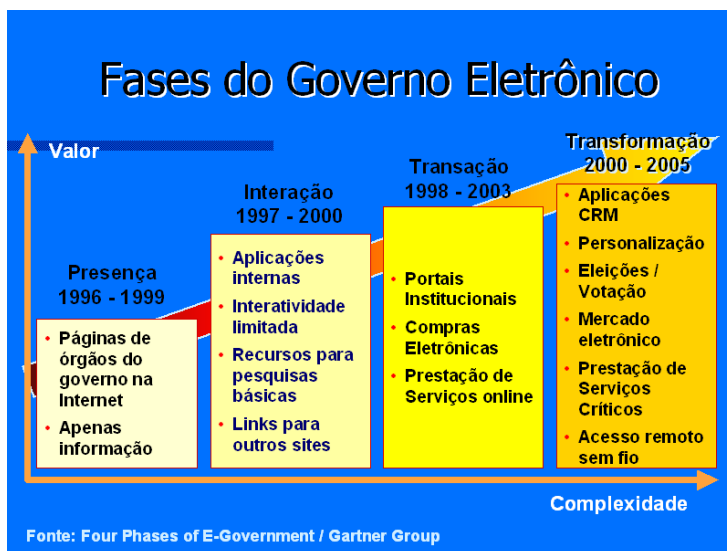 Fases do Governo Eletrônico
Valor
Presença
1996 - 1999
• Páginas de
órgãos do
governo na
Internet
• Apenas
informação
Interação
1997 - 2000
• Aplicações
internas
• Interatividade
limitada
• Recursos para
pesquisas
básicas
• Links para
outros sites
Transação
1998 - 2003
• Portais
Institucionais
• Compras
Eletrônicas
• Prestação de
Serviços online
Transformação
2000 - 2005
• Aplicações
CRM
• Personalização
• Eleições /
Votação
• Mercado
eletrônico
• Prestação de
Serviços
Críticos
• Acesso remoto
sem fio
Complexidade
Fonte: Four Phases of E-Government / Gartner Group